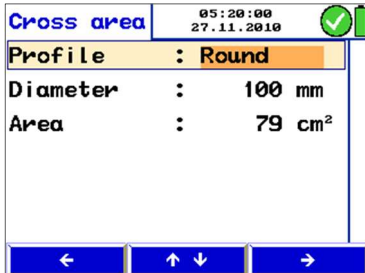 Cross area
05:20:00
27.11.2010
Profile : Round
Diameter : 100 mm
Area : 79 cm²
← ↑ ↓ →